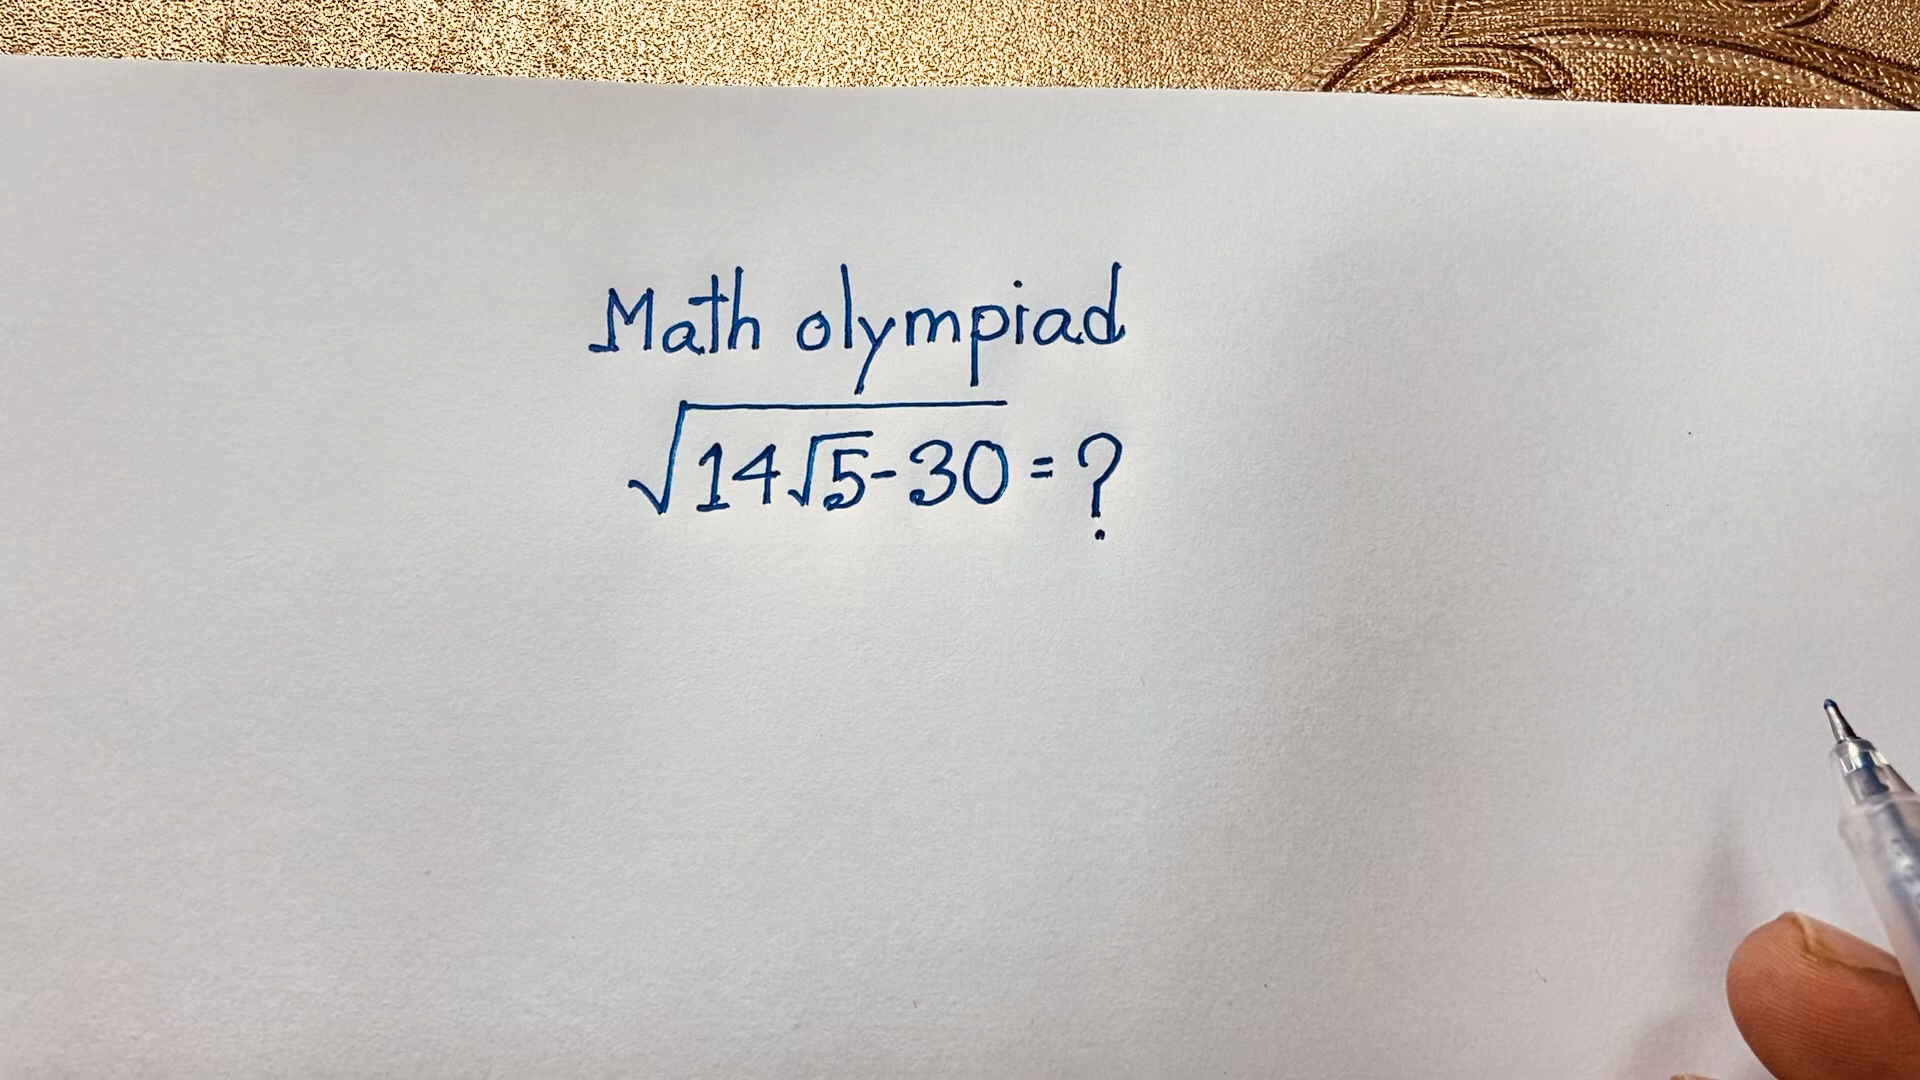 Math olympiad
√(14√5-30) = ?